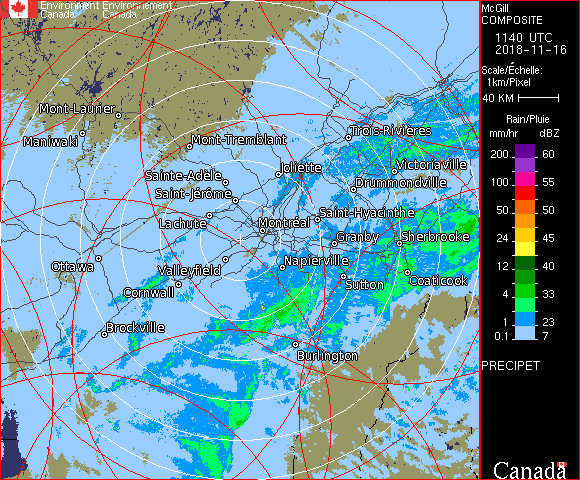 Environment Environnement
Canada Canada
McGill
COMPOSITE
1140 UTC
2018-11-16
Scale/Échelle:
1km/Pixel
40 KM
Rain/Pluie
mm/hr dBZ
200 60
100 55
50 50
24 45
12 40
4 33
1 23
0.1 7
PRECIPET
Canada
Mont-Laurier
Maniwaki
Mont-Tremblant
Trois-Rivières
Joliette
Victoriaville
Sainte-Adèle
Drummondville
Saint-Jérôme
Lachute
Saint-Hyacinthe
Montréal
Granby
Sherbrooke
Ottawa
Valleyfield
Napierville
Cornwall
Sutton
Coaticook
Brockville
Burlington